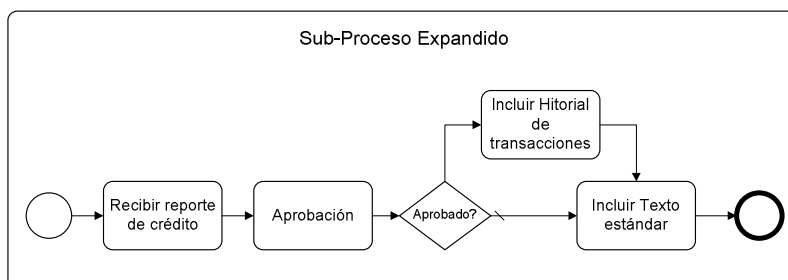 Sub-Proceso Expandido
Incluir Hitorial
de
transacciones
Recibir reporte
de crédito
Aprobación
Aprobado?
Incluir Texto
estándar